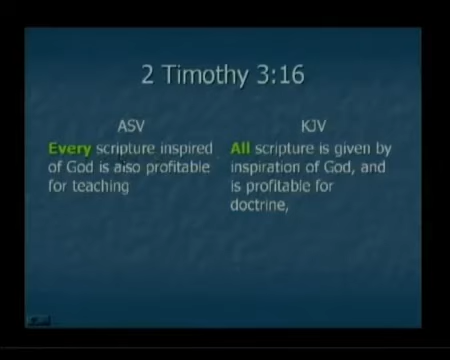 2 Timothy 3:16
ASV
Every scripture inspired
of God is also profitable
for teaching
KJV
All scripture is given by
inspiration of God, and
is profitable for
doctrine,